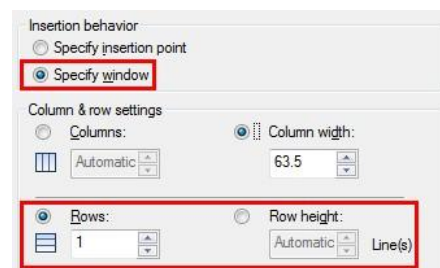 Insertion behavior
Specify insertion point
Specify window
Column & row settings
Columns: Column width:
Automatic 63.5
Rows: Row height:
1 Automatic Line(s)